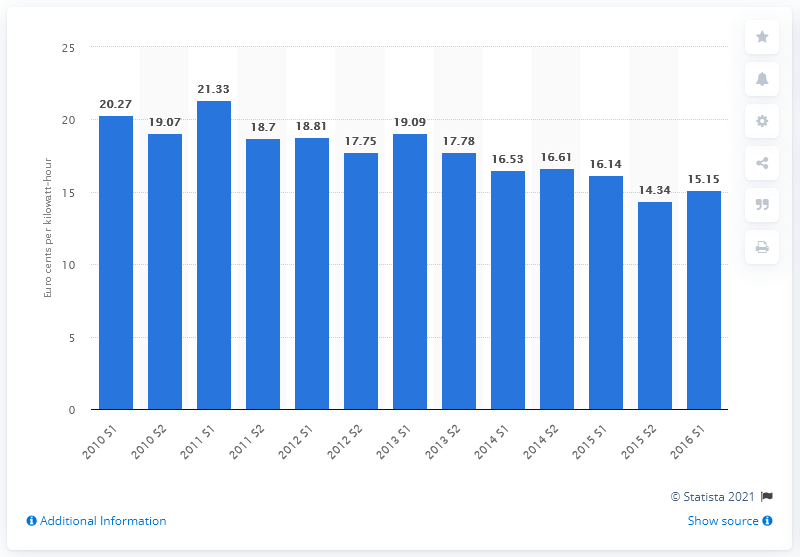 25
20
15
10
5
0
Euro cents per kilowatt-hour
20.27
19.07
21.33
18.7
18.81
17.75
19.09
17.78
16.53
16.61
16.14
14.34
15.15
2010 S1
2010 S2
2011 S1
2011 S2
2012 S1
2012 S2
2013 S1
2013 S2
2014 S1
2014 S2
2015 S1
2015 S2
2016 S1
© Statista 2021
Additional Information
Show source